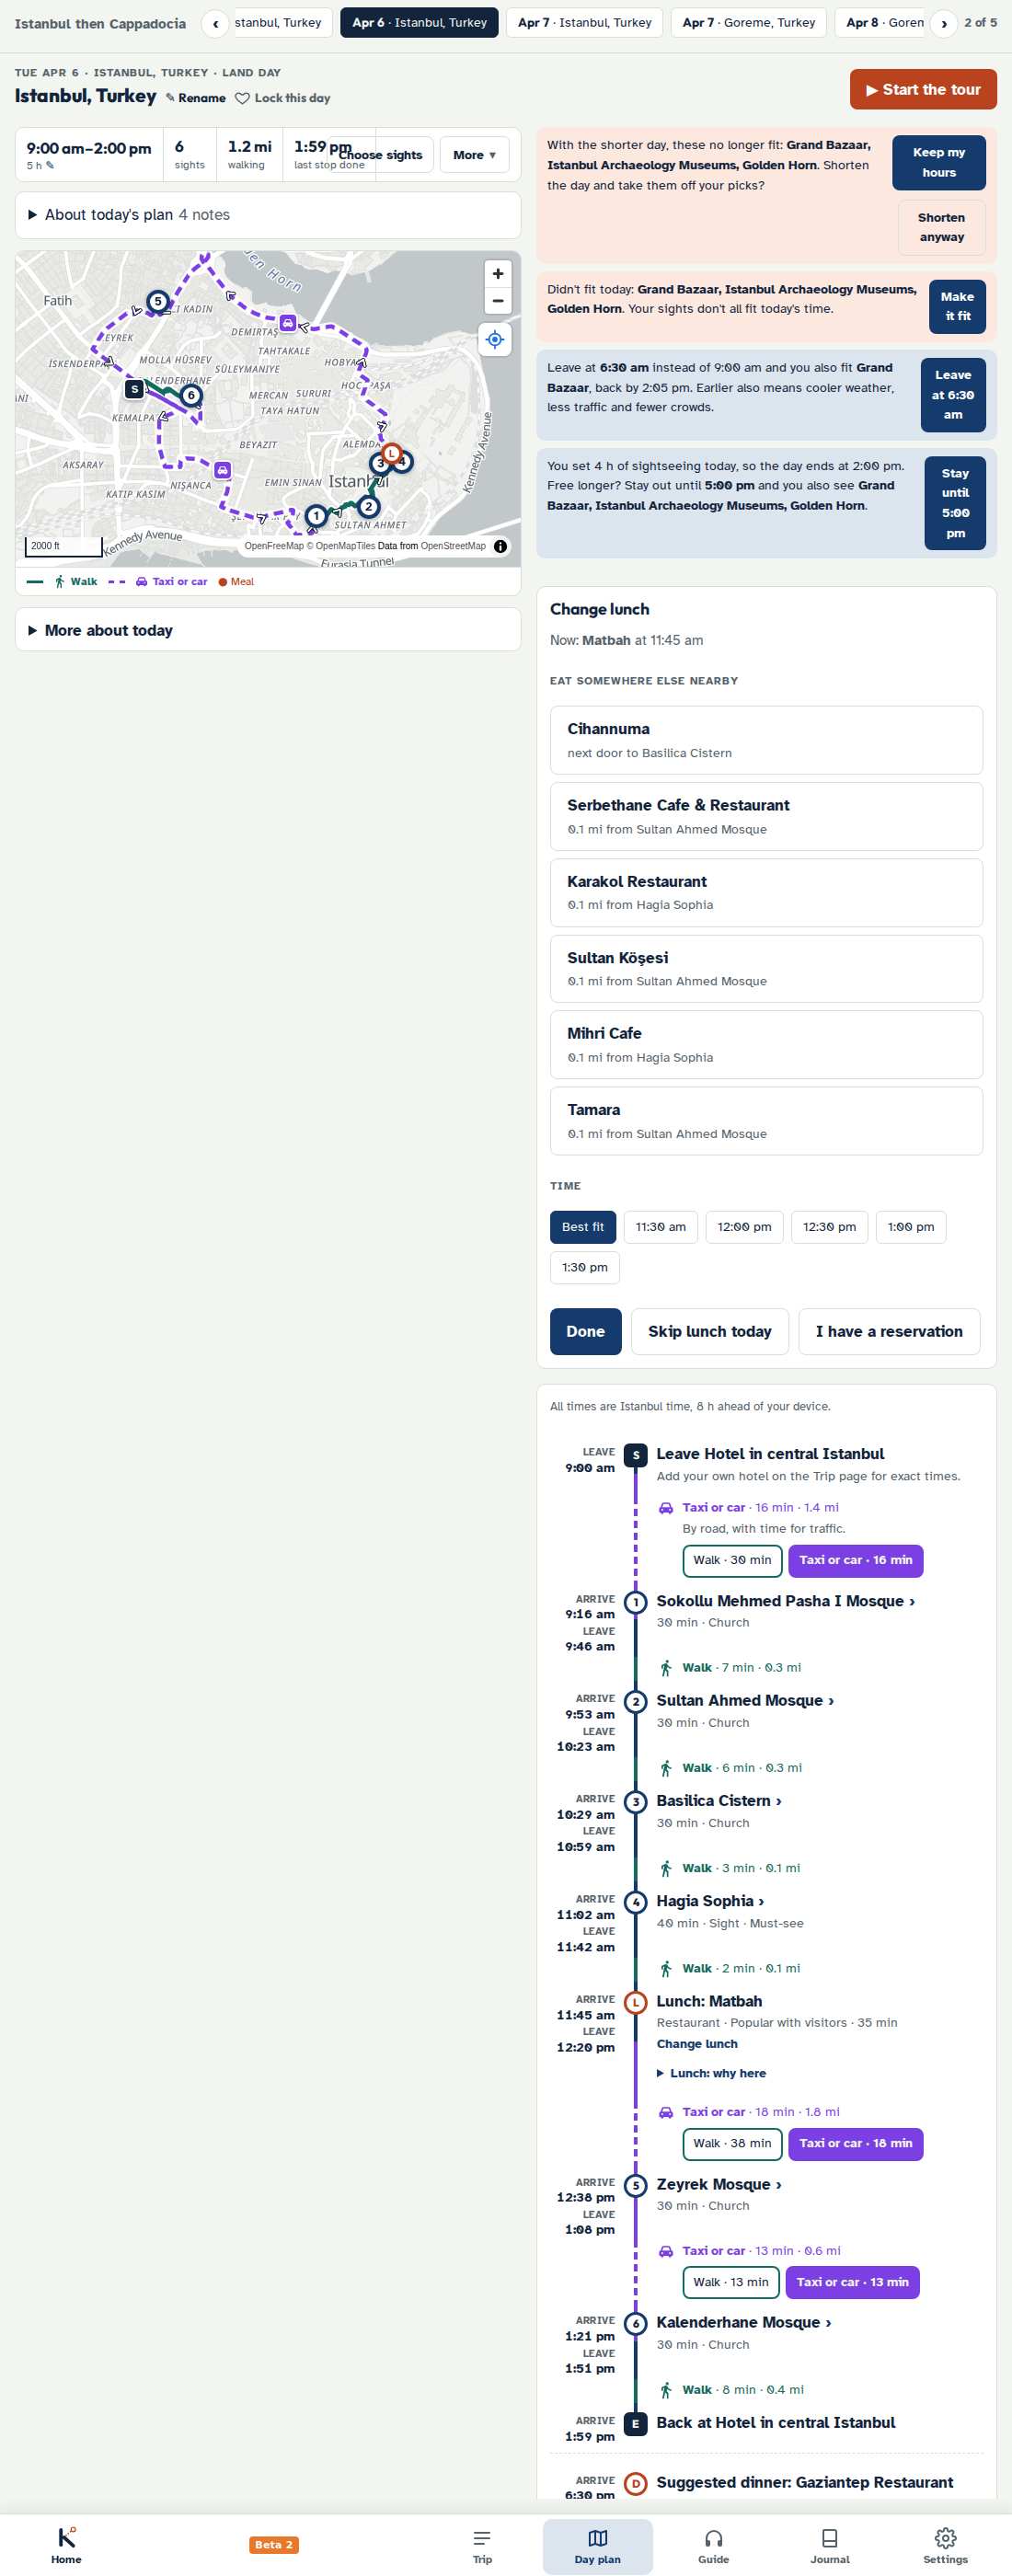 Istanbul then Cappadocia
‹
stanbul, Turkey
Apr 6 · Istanbul, Turkey
Apr 7 · Istanbul, Turkey
Apr 7 · Goreme, Turkey
Apr 8 · Gorem
›
2 of 5
TUE APR 6 · ISTANBUL, TURKEY · LAND DAY
Istanbul, Turkey ✎ Rename Lock this day
▶ Start the tour
9:00 am–2:00 pm
5 h ✎
6
sights
1.2 mi
walking
1:59 pm
last stop done
Choose sights
More ▼
▶ About today's plan 4 notes
en Horn
Fatih
5
İ KADIN
EYREK
DEMIRTAŞ
TAHTAKALE
İSKENDERPA
MOLLA HÜSREV
SÜLEYMANIYE
HOBYA
LENDERHANE
HOCAPAŞA
S
6
MERCAN
SURURI
ANI
KEMALPA
TAYA HATUN
BEYAZIT
ALEMDA
L
3
4
AKSARAY
NIŞANCA
EMIN SINAN
Istanbul
KATIP KASIM
1
2
SULTAN AHMET
Kennedy Avenue
Kennedy Avenue
Eurasia Tunnel
+
−
2000 ft
OpenFreeMap © OpenMapTiles Data from OpenStreetMap
Walk
Taxi or car
Meal
▶ More about today
With the shorter day, these no longer fit: Grand Bazaar,
Istanbul Archaeology Museums, Golden Horn. Shorten
the day and take them off your picks?
Keep my
hours
Shorten
anyway
Didn't fit today: Grand Bazaar, Istanbul Archaeology Museums,
Golden Horn. Your sights don't all fit today's time.
Make
it fit
Leave at 6:30 am instead of 9:00 am and you also fit Grand
Bazaar, back by 2:05 pm. Earlier also means cooler weather,
less traffic and fewer crowds.
Leave
at 6:30
am
You set 4 h of sightseeing today, so the day ends at 2:00 pm.
Free longer? Stay out until 5:00 pm and you also see Grand
Bazaar, Istanbul Archaeology Museums, Golden Horn.
Stay
until
5:00
pm
Change lunch
Now: Matbah at 11:45 am
EAT SOMEWHERE ELSE NEARBY
Cihannuma
next door to Basilica Cistern
Serbethane Cafe & Restaurant
0.1 mi from Sultan Ahmed Mosque
Karakol Restaurant
0.1 mi from Hagia Sophia
Sultan Köşesi
0.1 mi from Sultan Ahmed Mosque
Mihri Cafe
0.1 mi from Hagia Sophia
Tamara
0.1 mi from Sultan Ahmed Mosque
TIME
Best fit
11:30 am
12:00 pm
12:30 pm
1:00 pm
1:30 pm
Done
Skip lunch today
I have a reservation
All times are Istanbul time, 8 h ahead of your device.
LEAVE
9:00 am
S
Leave Hotel in central Istanbul
Add your own hotel on the Trip page for exact times.
Taxi or car · 16 min · 1.4 mi
By road, with time for traffic.
Walk · 30 min
Taxi or car · 16 min
ARRIVE
9:16 am
LEAVE
9:46 am
1
Sokollu Mehmed Pasha I Mosque ›
30 min · Church
Walk · 7 min · 0.3 mi
ARRIVE
9:53 am
LEAVE
10:23 am
2
Sultan Ahmed Mosque ›
30 min · Church
Walk · 6 min · 0.3 mi
ARRIVE
10:29 am
LEAVE
10:59 am
3
Basilica Cistern ›
30 min · Church
Walk · 3 min · 0.1 mi
ARRIVE
11:02 am
LEAVE
11:42 am
4
Hagia Sophia ›
40 min · Sight · Must-see
Walk · 2 min · 0.1 mi
ARRIVE
11:45 am
LEAVE
12:20 pm
L
Lunch: Matbah
Restaurant · Popular with visitors · 35 min
Change lunch
▶ Lunch: why here
Taxi or car · 18 min · 1.8 mi
Walk · 38 min
Taxi or car · 18 min
ARRIVE
12:38 pm
LEAVE
1:08 pm
5
Zeyrek Mosque ›
30 min · Church
Taxi or car · 13 min · 0.6 mi
Walk · 13 min
Taxi or car · 13 min
ARRIVE
1:21 pm
LEAVE
1:51 pm
6
Kalenderhane Mosque ›
30 min · Church
Walk · 8 min · 0.4 mi
ARRIVE
1:59 pm
E
Back at Hotel in central Istanbul
ARRIVE
6:30 pm
D
Suggested dinner: Gaziantep Restaurant
Home
Beta 2
Trip
Day plan
Guide
Journal
Settings